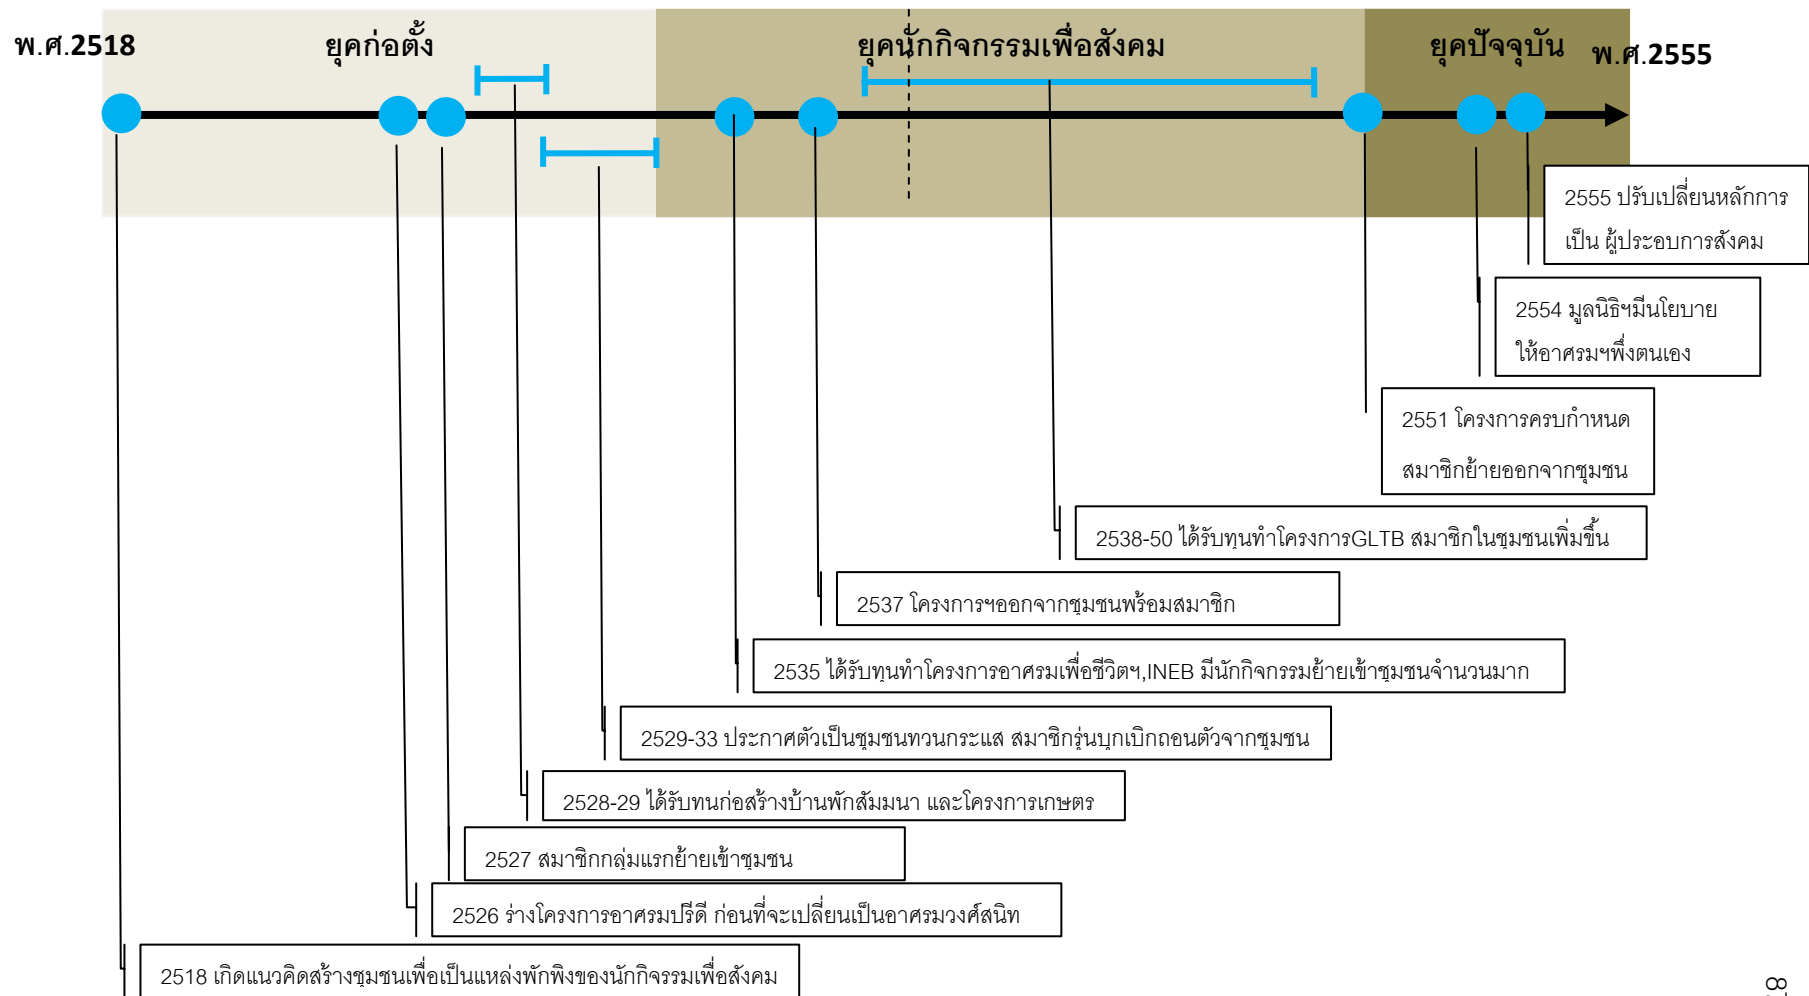 พ.ศ.2518
ยุคก่อตั้ง
ยุคนักกิจกรรมเพื่อสังคม
ยุคปัจจุบัน
พ.ศ.2555
2555 ปรับเปลี่ยนหลักการ
เป็น ผู้ประอบการสังคม
2554 มูลนิธิฯมีนโยบาย
ให้อาศรมฯพึ่งตนเอง
2551 โครงการครบกำหนด
สมาชิกย้ายออกจากชุมชน
2538-50 ได้รับทุนทำโครงการGLTB สมาชิกในชุมชนเพิ่มขึ้น
2537 โครงการฯออกจากชุมชนพร้อมสมาชิก
2535 ได้รับทุนทำโครงการอาศรมเพื่อชีวิตฯ,INEB มีนักกิจกรรมย้ายเข้าชุมชนจำนวนมาก
2529-33 ประกาศตัวเป็นชุมชนทวนกระแส สมาชิกรุ่นบุกเบิกถอนตัวจากชุมชน
2528-29 ได้รับทนก่อสร้างบ้านพักสัมมนา และโครงการเกษตร
2527 สมาชิกกลุ่มแรกย้ายเข้าชุมชน
2526 ร่างโครงการอาศรมปรีดี ก่อนที่จะเปลี่ยนเป็นอาศรมวงศ์สนิท
2518 เกิดแนวคิดสร้างชุมชนเพื่อเป็นแหล่งพักพิงของนักกิจรรมเพื่อสังคม